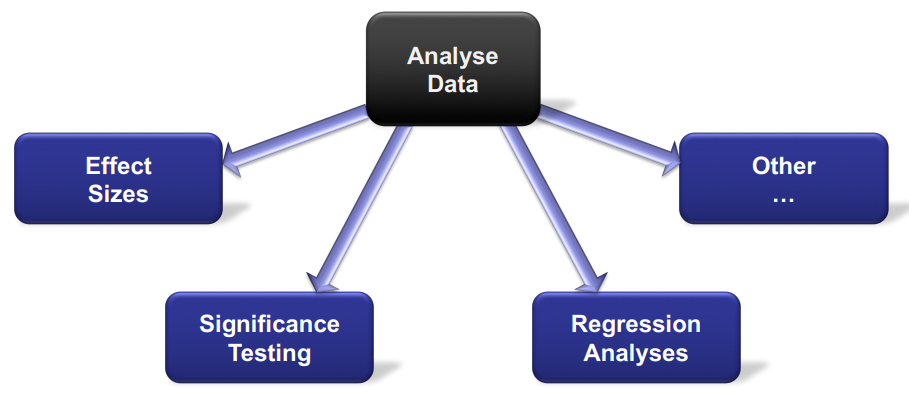 Analyse
Data
Effect
Sizes
Other
...
Significance
Testing
Regression
Analyses